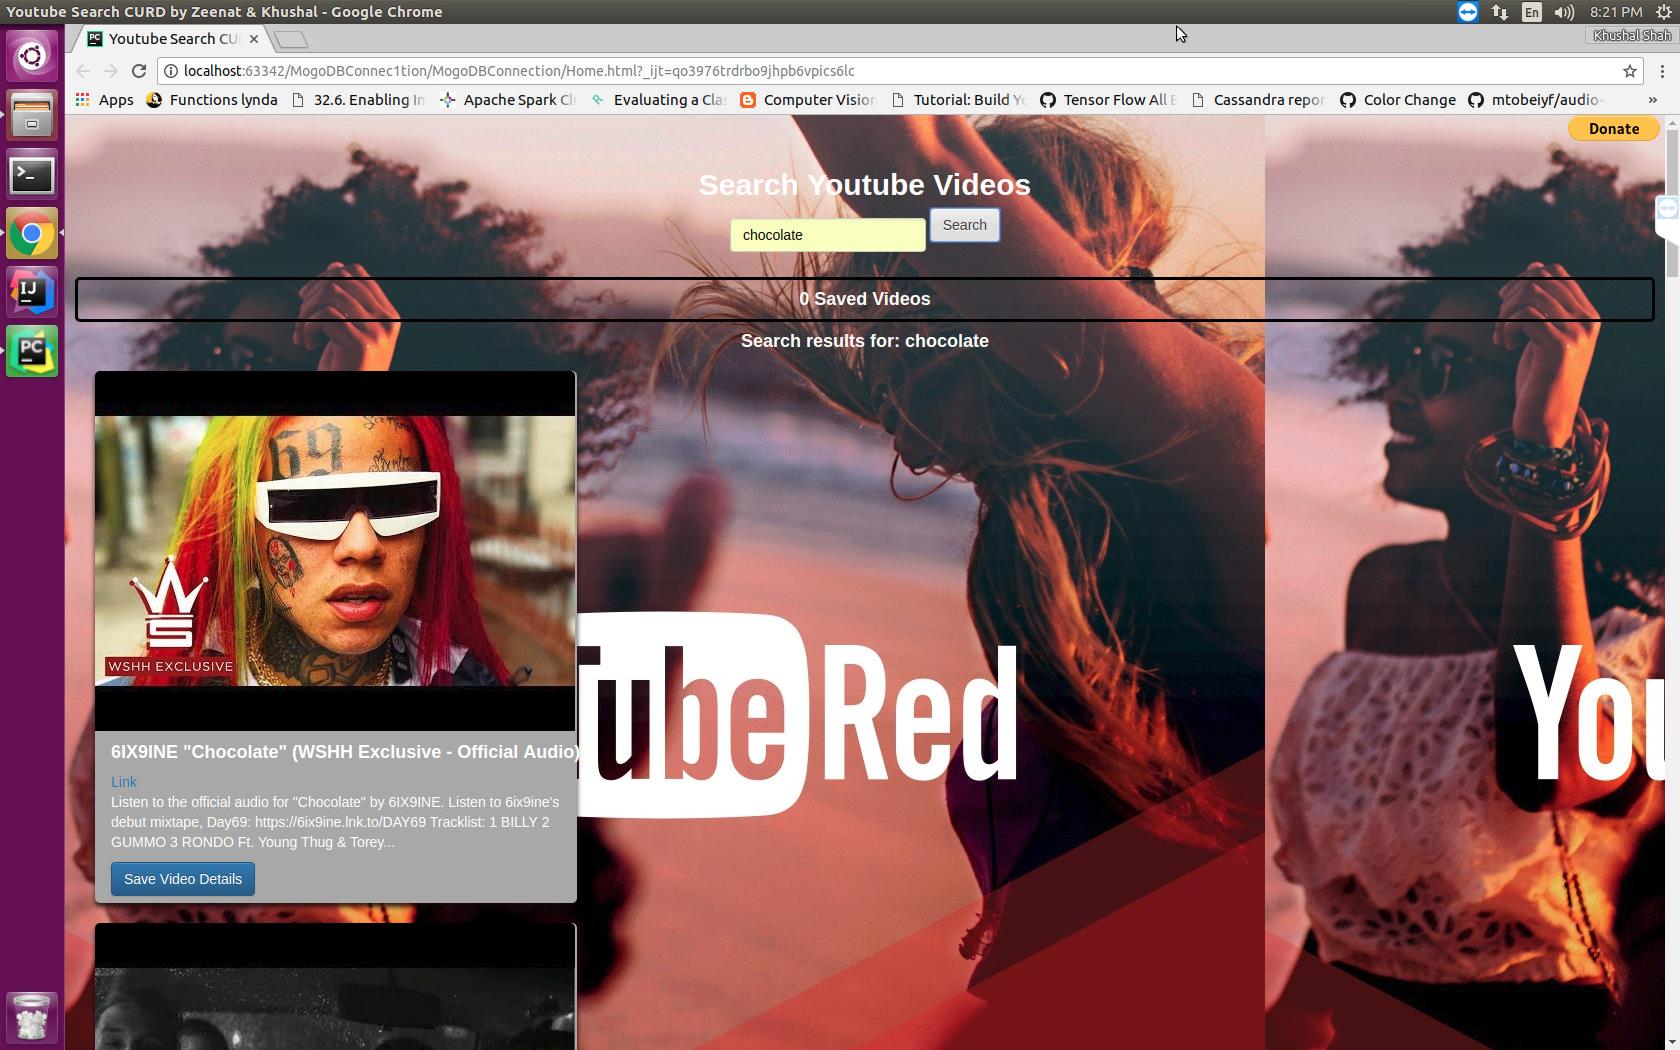 Youtube Search CURD by Zeenat & Khushal - Google Chrome
En
8:21 PM
Youtube Search CU
Khushal Shah
localhost:63342/MogoDBConnec1tion/MogoDBConnection/Home.html?_ijt=qo3976trdrbo9jhpb6vpics6lc
Apps
Functions lynda
32.6. Enabling In
Apache Spark Clu
Evaluating a Clas
Computer Vision
Tutorial: Build Yo
Tensor Flow All E
Cassandra repor
Color Change
mtobeiyf/audio-
»
Donate
Search Youtube Videos
chocolate
Search
0 Saved Videos
Search results for: chocolate
IJ
PC
69
WSHH EXCLUSIVE
Tube Red
You
6IX9INE "Chocolate" (WSHH Exclusive - Official Audio)
Link
Listen to the official audio for "Chocolate" by 6IX9INE. Listen to 6ix9ine's
debut mixtape, Day69: https://6ix9ine.lnk.to/DAY69 Tracklist: 1 BILLY 2
GUMMO 3 RONDO Ft. Young Thug & Torey...
Save Video Details